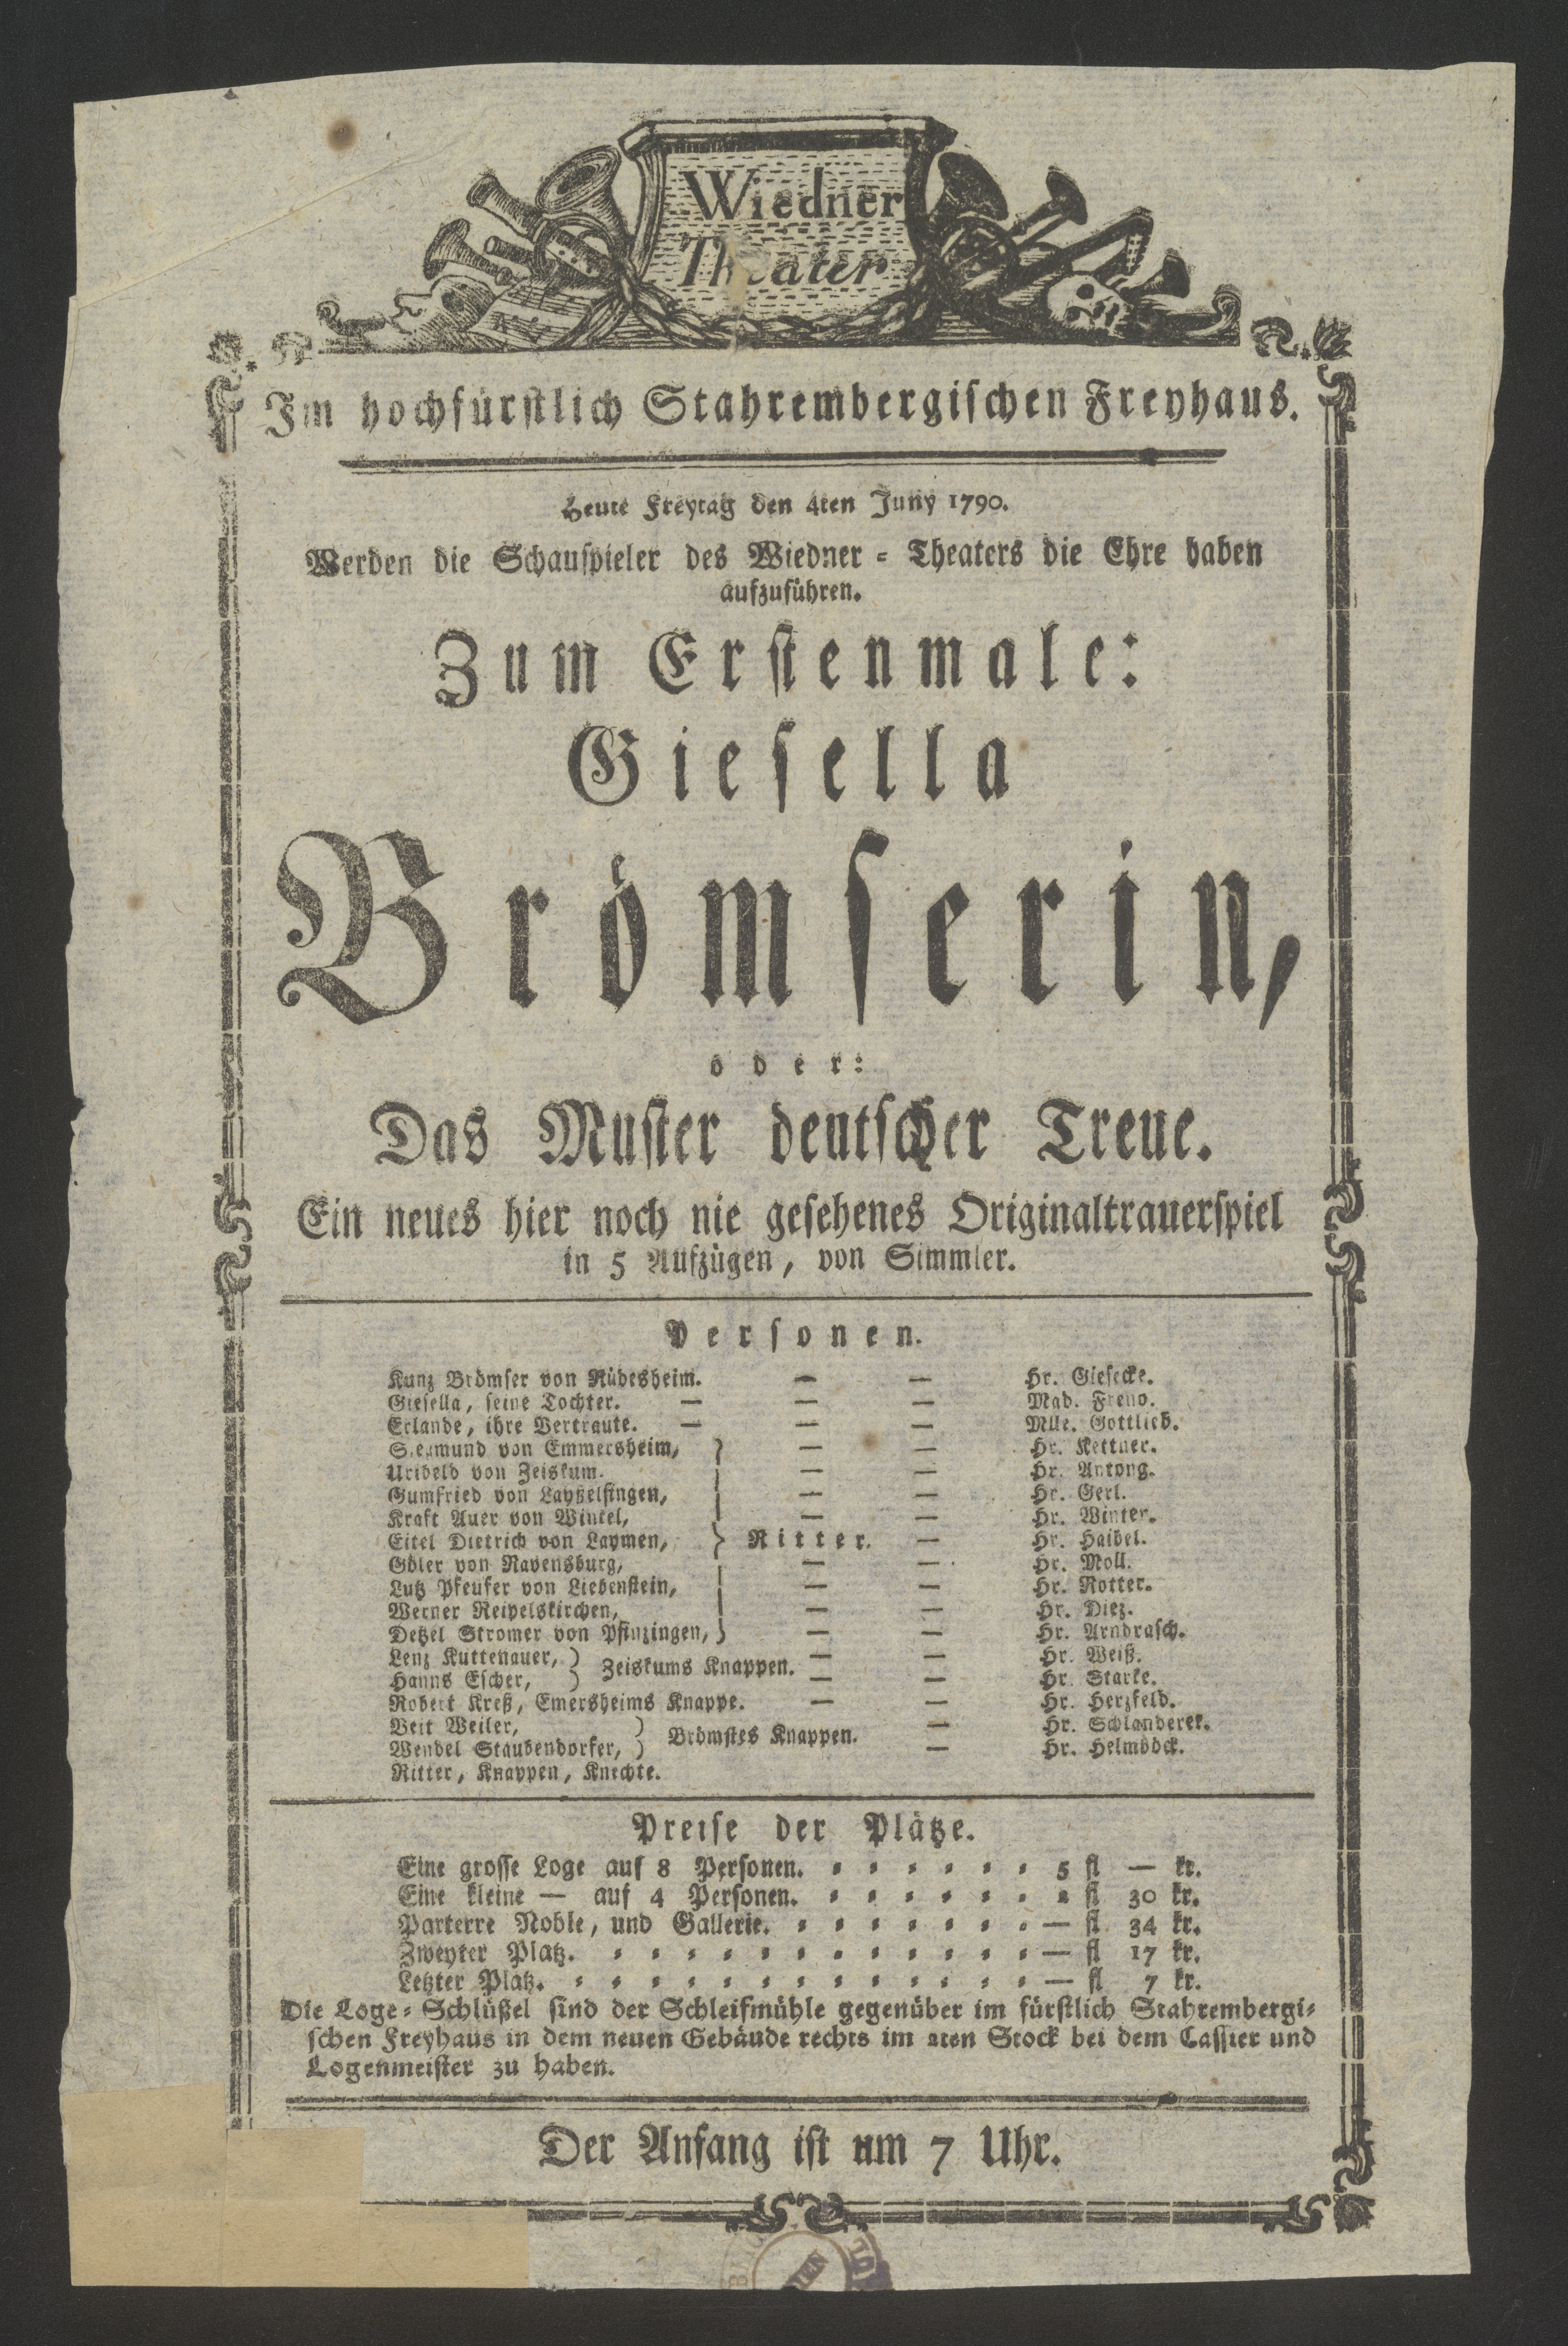 Wiedner
Theater
Im hochfürstlich Stahrembergischen Freyhaus.
Heute Freytag den 4ten Juny 1790.
Werden die Schauspieler des Wiedner = Theaters die Ehre haben
aufzuführen.
Zum Erstenmale:
Giesella
Brömserin,
oder:
Das Muster deutscher Treue.
Ein neues hier noch nie gesehenes Originaltrauerspiel
in 5 Aufzügen, von Simmler.
Personen.
Kunz Brömser von Rüdesheim. — — Hr. Giesecke.
Giesella, seine Tochter. — — — Mad. Freno.
Erlande, ihre Vertraute. — — — Mlle. Gottlieb.
Siegmund von Emmersheim, — — Hr. Kettner.
Urideld von Zeiskum. — — Hr. Antong.
Gumfried von Layßelfingen, — — Hr. Gerl.
Kraft Auer von Winkel, — — Hr. Winter.
Eitel Dietrich von Laymen, } Ritter. — Hr. Haibel.
Göler von Ravensburg, — — Hr. Moll.
Lutz Pfeufer von Liebenstein, — — Hr. Rotter.
Werner Reipelskirchen, — — Hr. Diez.
Detzel Stromer von Pfinzingen, — — Hr. Arndrasch.
Lenz Kuttenauer, ) Zeiskums Knappen. — — Hr. Weiß.
Hanns Escher, ) — — Hr. Starke.
Robert Kreß, Emersheims Knappe. — — Hr. Herzfeld.
Veit Weiler, ) Brömstes Knappen. — Hr. Schlanderek.
Wendel Staudendorfer, ) — Hr. Helmböck.
Ritter, Knappen, Knechte.
Preise der Plätze.
Eine grosse Loge auf 8 Personen. 5 fl — kr.
Eine kleine — auf 4 Personen. 2 fl 30 kr.
Parterre Noble, und Gallerie. — fl 34 kr.
Zweyter Platz. — fl 17 kr.
Letzter Platz. — fl 7 kr.
Die Loge = Schlüßel sind der Schleifmühle gegenüber im fürstlich Stahrembergi=
schen Freyhaus in dem neuen Gebäude rechts im 2ten Stock bei dem Cassier und
Logenmeister zu haben.
Der Anfang ist um 7 Uhr.